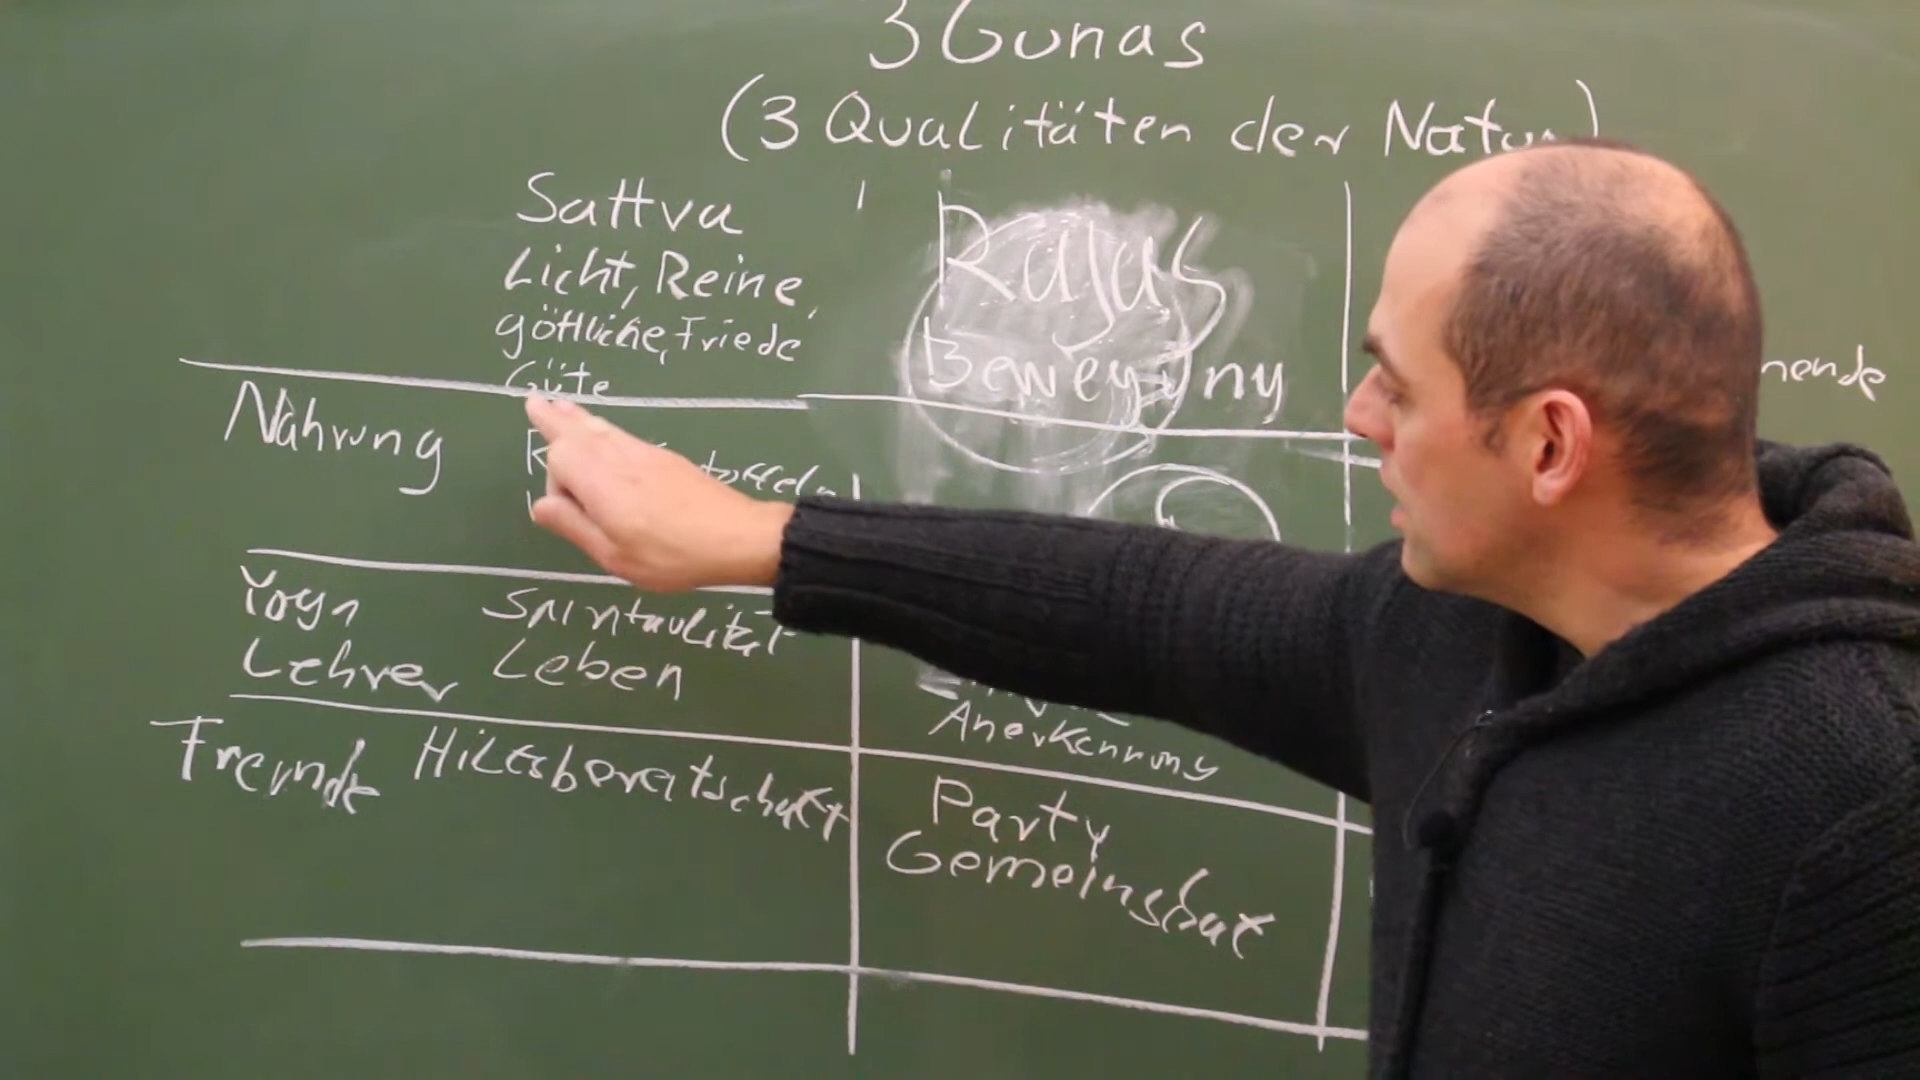 3 Gunas
(3 Qualitäten der Natur)
Sattva
Licht, Reine,
göttliche, Friede
Güte
Rajas
Bewegung
nende
Nahrung
Yoga
Lehrer
Spiritualität
Leben
Anerkennung
Freunde
Hilfsbereitschaft
Party
Gemeinschaft